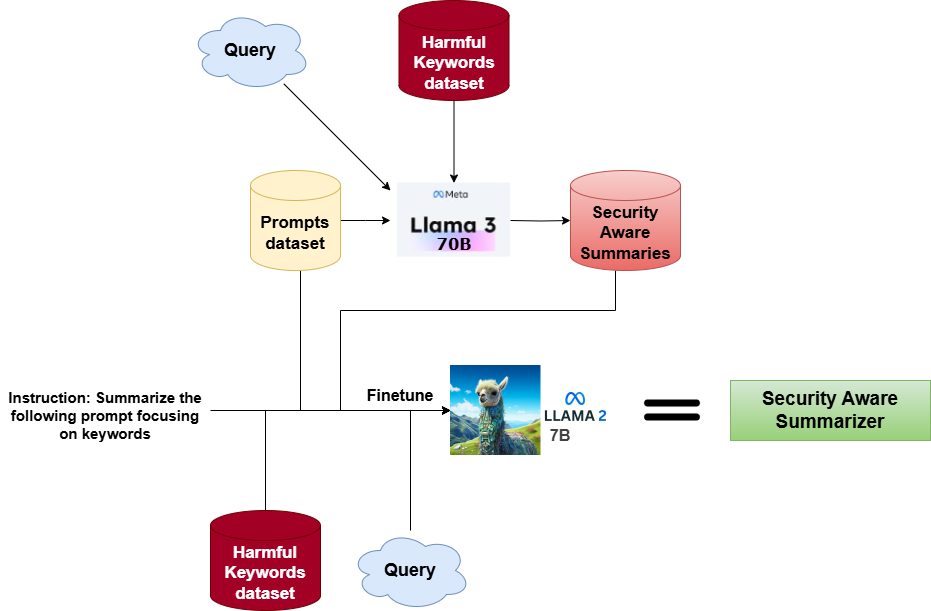 Query
Harmful
Keywords
dataset
Prompts
dataset
Meta
Llama 3
70B
Security
Aware
Summaries
Instruction: Summarize the
following prompt focusing
on keywords
Finetune
LLAMA 2
7B
Security Aware
Summarizer
Harmful
Keywords
dataset
Query